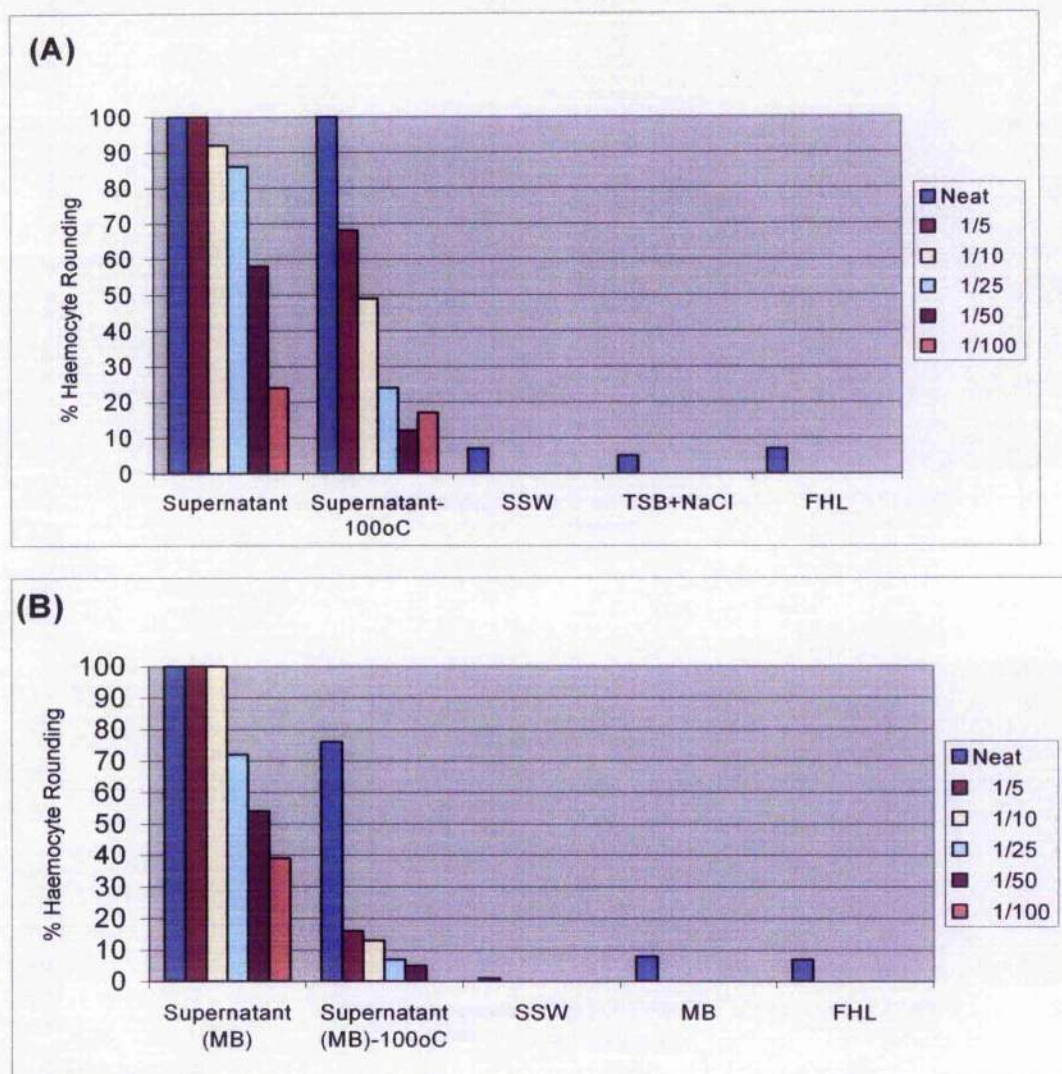 (A)
% Haemocyte Rounding
100
90
80
70
60
50
40
30
20
10
0
Supernatant
Supernatant-
100oC
SSW
TSB+NaCl
FHL
Neat
1/5
1/10
1/25
1/50
1/100
(B)
% Haemocyte Rounding
100
90
80
70
60
50
40
30
20
10
0
Supernatant
(MB)
Supernatant
(MB)-100oC
SSW
MB
FHL
Neat
1/5
1/10
1/25
1/50
1/100